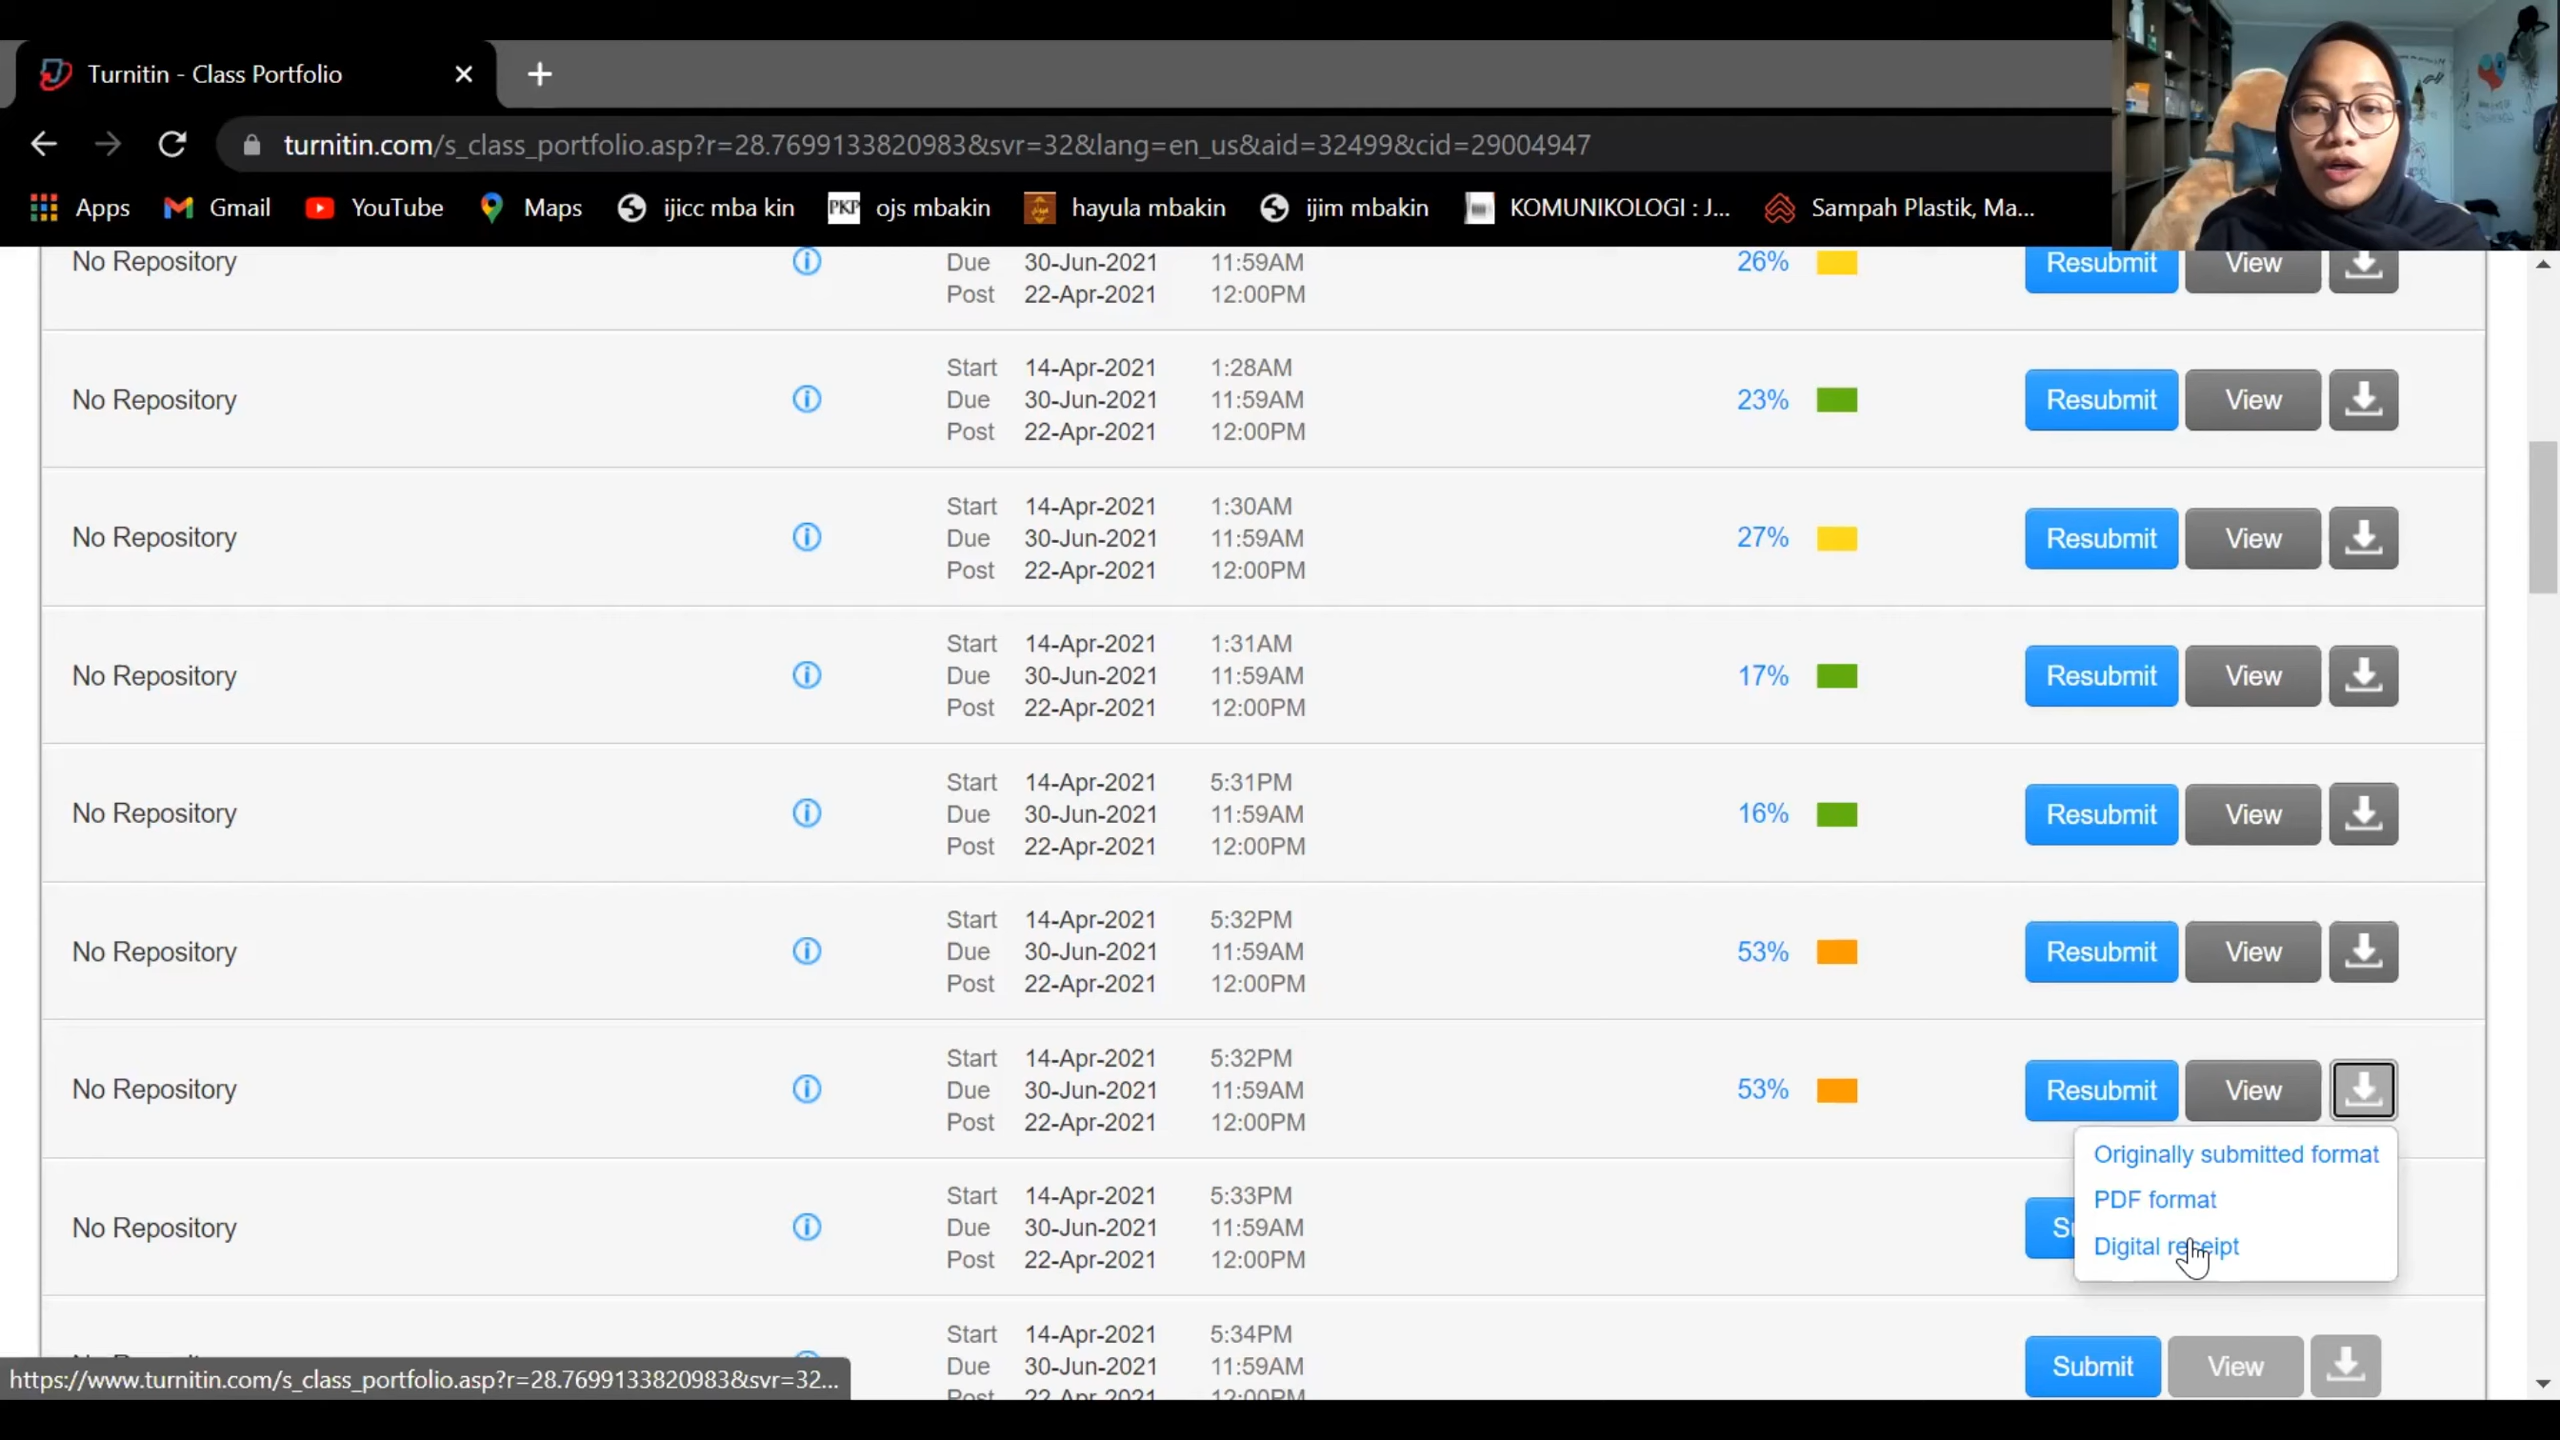 Turnitin - Class Portfolio
turnitin.com/s_class_portfolio.asp?r=28.7699133820983&svr=32&lang=en_us&aid=32499&cid=29004947
Apps Gmail YouTube Maps ijicc mba kin PKP ojs mbakin hayula mbakin ijim mbakin KOMUNIKOLOGI : J... Sampah Plastik, Ma...
No Repository Due 30-Jun-2021 11:59AM 26% Resubmit View
Post 22-Apr-2021 12:00PM
Start 14-Apr-2021 1:28AM
No Repository Due 30-Jun-2021 11:59AM 23% Resubmit View
Post 22-Apr-2021 12:00PM
Start 14-Apr-2021 1:30AM
No Repository Due 30-Jun-2021 11:59AM 27% Resubmit View
Post 22-Apr-2021 12:00PM
Start 14-Apr-2021 1:31AM
No Repository Due 30-Jun-2021 11:59AM 17% Resubmit View
Post 22-Apr-2021 12:00PM
Start 14-Apr-2021 5:31PM
No Repository Due 30-Jun-2021 11:59AM 16% Resubmit View
Post 22-Apr-2021 12:00PM
Start 14-Apr-2021 5:32PM
No Repository Due 30-Jun-2021 11:59AM 53% Resubmit View
Post 22-Apr-2021 12:00PM
Start 14-Apr-2021 5:32PM
No Repository Due 30-Jun-2021 11:59AM 53% Resubmit View
Post 22-Apr-2021 12:00PM
Originally submitted format
PDF format
Digital receipt
Start 14-Apr-2021 5:33PM
No Repository Due 30-Jun-2021 11:59AM
Post 22-Apr-2021 12:00PM
Start 14-Apr-2021 5:34PM
Due 30-Jun-2021 11:59AM Submit View
Post 22-Apr-2021 12:00PM
https://www.turnitin.com/s_class_portfolio.asp?r=28.7699133820983&svr=32...